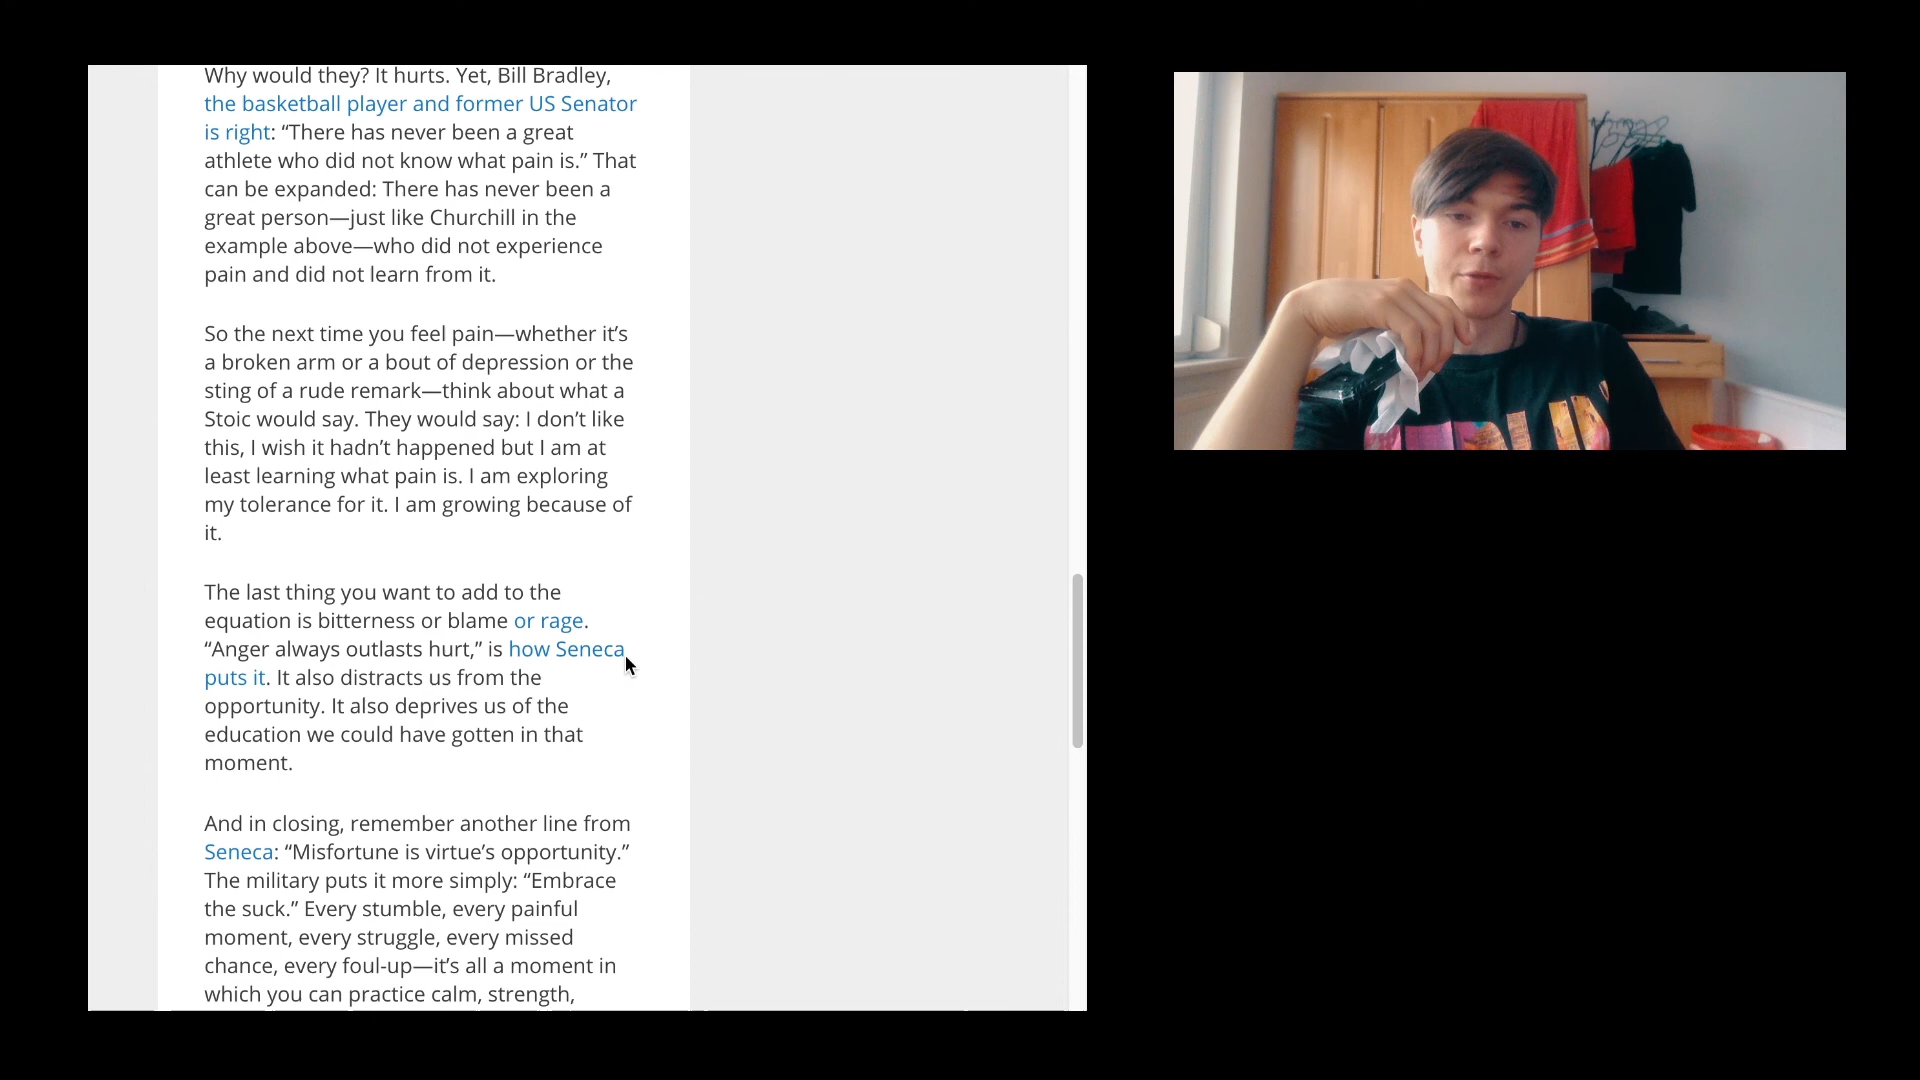 Why would they? It hurts. Yet, Bill Bradley,
the basketball player and former US Senator
is right: “There has never been a great
athlete who did not know what pain is.” That
can be expanded: There has never been a
great person—just like Churchill in the
example above—who did not experience
pain and did not learn from it.
So the next time you feel pain—whether it’s
a broken arm or a bout of depression or the
sting of a rude remark—think about what a
Stoic would say. They would say: I don’t like
this, I wish it hadn’t happened but I am at
least learning what pain is. I am exploring
my tolerance for it. I am growing because of
it.
The last thing you want to add to the
equation is bitterness or blame or rage.
“Anger always outlasts hurt,” is how Seneca
puts it. It also distracts us from the
opportunity. It also deprives us of the
education we could have gotten in that
moment.
And in closing, remember another line from
Seneca: “Misfortune is virtue’s opportunity.”
The military puts it more simply: “Embrace
the suck.” Every stumble, every painful
moment, every struggle, every missed
chance, every foul-up—it’s all a moment in
which you can practice calm, strength,